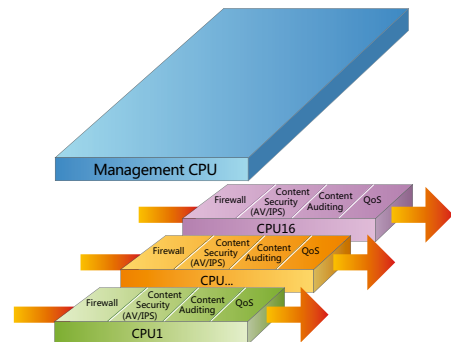 Management CPU
Firewall
Content
Security
(AV/IPS)
Content
Auditing
QoS
CPU16
Firewall
Content
Security
(AV/IPS)
Content
Auditing
QoS
CPU...
Firewall
Content
Security
(AV/IPS)
Content
Auditing
QoS
CPU1